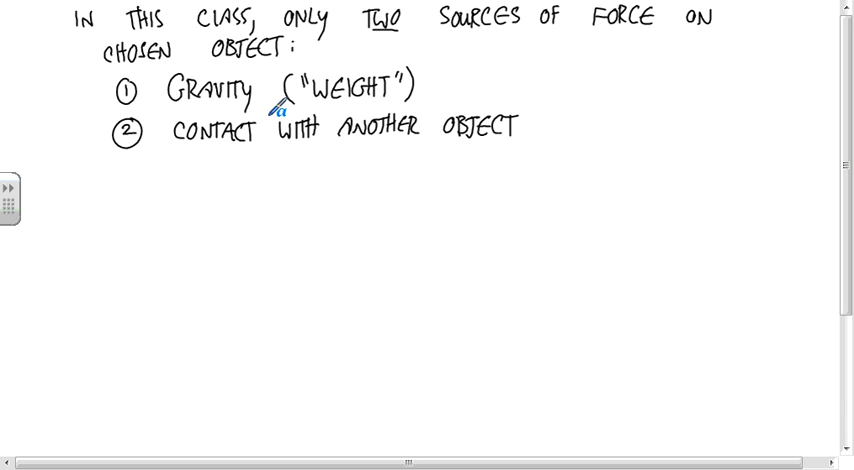 IN THIS CLASS, ONLY TWO SOURCES OF FORCE ON
CHOSEN OBJECT:
① GRAVITY ("WEIGHT")
② CONTACT WITH ANOTHER OBJECT